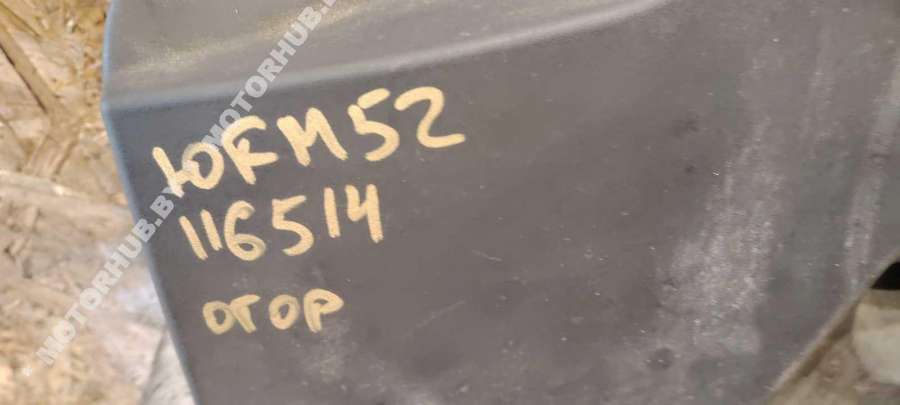 ЮFM52
116514
отор
MOTORHUB.BY
MOTORHUB.BY